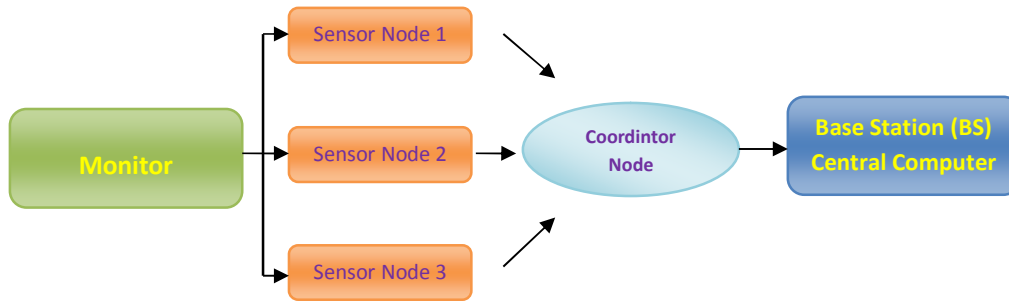 Monitor
Sensor Node 1
Sensor Node 2
Sensor Node 3
Coordintor
Node
Base Station (BS)
Central Computer